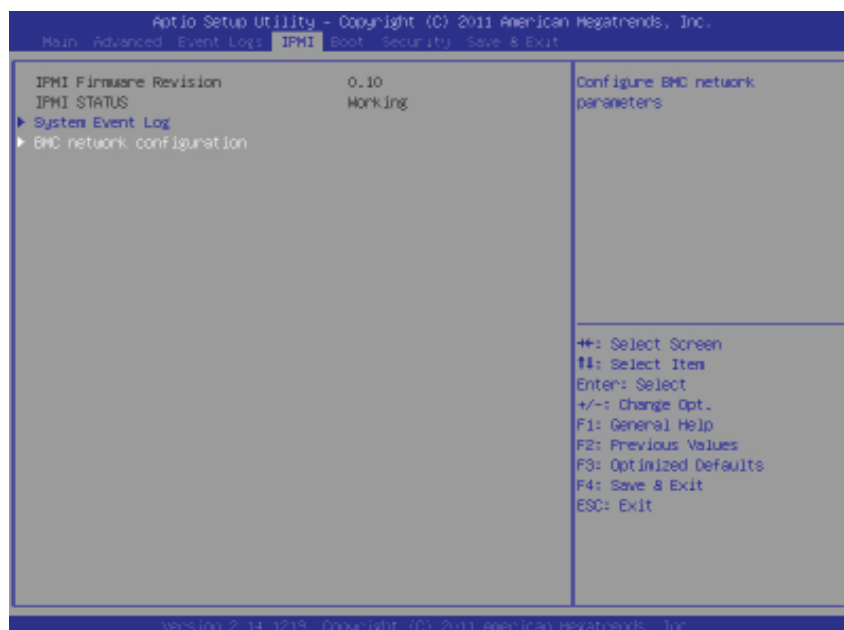 Aptio Setup Utility - Copyright (C) 2011 American Megatrends, Inc.
Main Advanced Event Logs IPMI Boot Security Save & Exit
IPMI Firmware Revision 0.10
IPMI STATUS Working
System Event Log
BMC network configuration
Configure BMC network
parameters
→←: Select Screen
↑↓: Select Item
Enter: Select
+/-: Change Opt.
F1: General Help
F2: Previous Values
F3: Optimized Defaults
F4: Save & Exit
ESC: Exit
Version 2.14.1219. Copyright (C) 2011 American Megatrends, Inc.